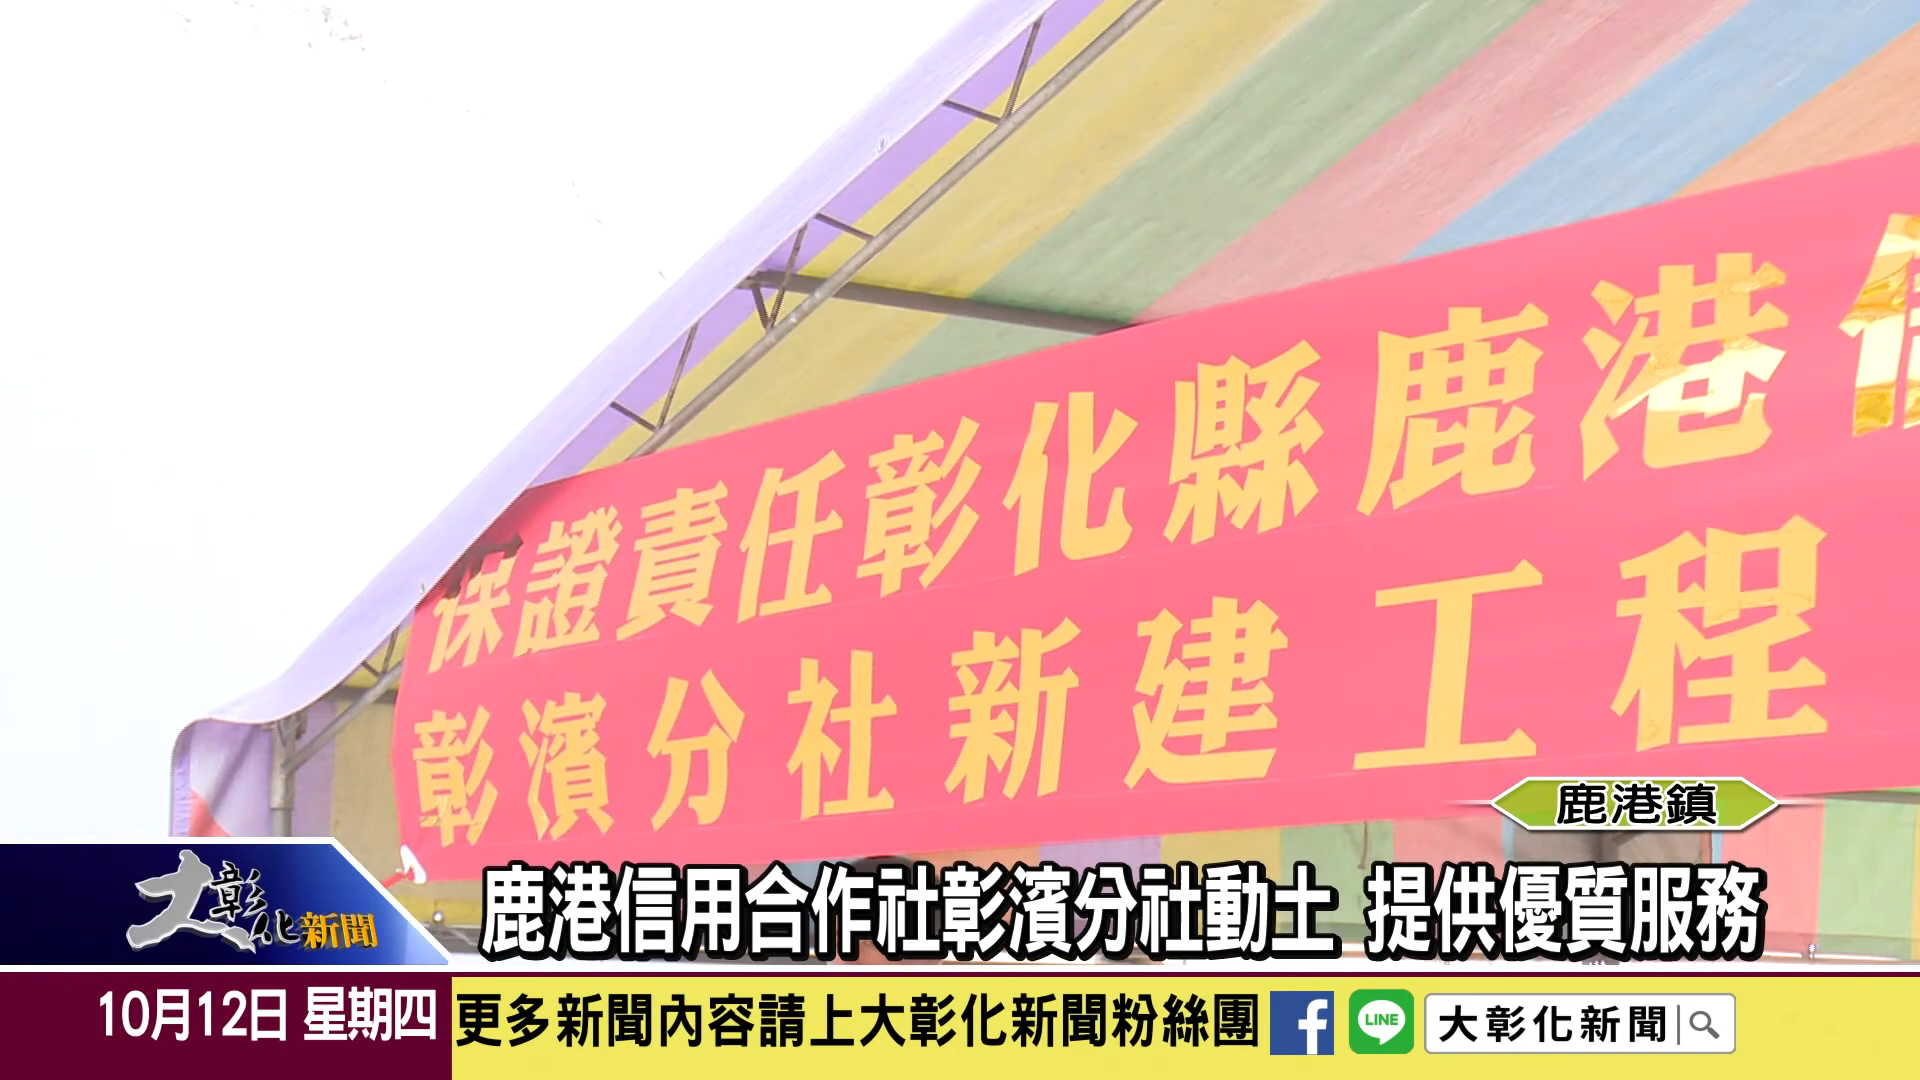 保證責任彰化縣鹿港信
彰濱分社新建工程
鹿港鎮
大彰化新聞
鹿港信用合作社彰濱分社動土 提供優質服務
10月12日 星期四
更多新聞內容請上大彰化新聞粉絲團
LINE
大彰化新聞